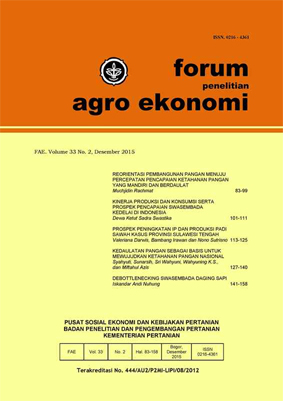 ISSN. 0216 - 4361
forum
penelitian
agro ekonomi
FAE. Volume 33 No. 2, Desember 2015
REORIENTASI PEMBANGUNAN PANGAN MENUJU
PERCEPATAN PENCAPAIAN KETAHANAN PANGAN
YANG MANDIRI DAN BERDAULAT
Muchjidin Rachmat 83-99
KINERJA PRODUKSI DAN KONSUMSI SERTA
PROSPEK PENCAPAIAN SWASEMBADA
KEDELAI DI INDONESIA
Dewa Ketut Sadra Swastika 101-111
PROSPEK PENINGKATAN IP DAN PRODUKSI PADI
SAWAH KASUS PROVINSI SULAWESI TENGAH
Valeriana Darwis, Bambang Irawan dan Nono Sutrisno 113-125
KEDAULATAN PANGAN SEBAGAI BASIS UNTUK
MEWUJUDKAN KETAHANAN PANGAN NASIONAL
Syahyuti, Sunarsih, Sri Wahyuni, Wahyuning K.S.,
dan Miftahul Azis 127-140
DEBOTTLENECKING SWASEMBADA DAGING SAPI
Iskandar Andi Nuhung 141-158
PUSAT SOSIAL EKONOMI DAN KEBIJAKAN PERTANIAN
BADAN PENELITIAN DAN PENGEMBANGAN PERTANIAN
KEMENTERIAN PERTANIAN
FAE Vol. 33 No. 2 Hal. 83-158 Bogor, Desember 2015 ISSN 0216-4361
Terakreditasi No. 444/AU2/P2MI-LIPI/08/2012